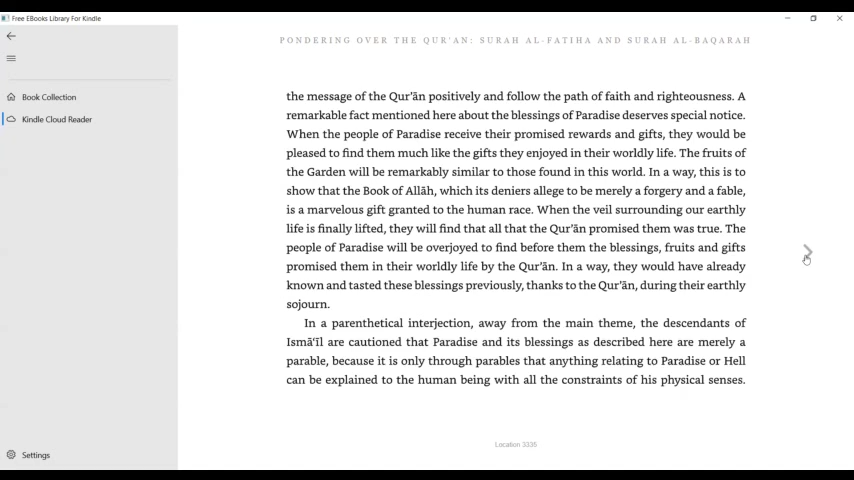 Free EBooks Library For Kindle
PONDERING OVER THE QUR'AN: SURAH AL-FATIHA AND SURAH AL-BAQARAH
Book Collection
Kindle Cloud Reader
the message of the Qur'ān positively and follow the path of faith and righteousness. A
remarkable fact mentioned here about the blessings of Paradise deserves special notice.
When the people of Paradise receive their promised rewards and gifts, they would be
pleased to find them much like the gifts they enjoyed in their worldly life. The fruits of
the Garden will be remarkably similar to those found in this world. In a way, this is to
show that the Book of Allāh, which its deniers allege to be merely a forgery and a fable,
is a marvelous gift granted to the human race. When the veil surrounding our earthly
life is finally lifted, they will find that all that the Qur'ān promised them was true. The
people of Paradise will be overjoyed to find before them the blessings, fruits and gifts
promised them in their worldly life by the Qur'ān. In a way, they would have already
known and tasted these blessings previously, thanks to the Qur'ān, during their earthly
sojourn.
In a parenthetical interjection, away from the main theme, the descendants of
Ismā'īl are cautioned that Paradise and its blessings as described here are merely a
parable, because it is only through parables that anything relating to Paradise or Hell
can be explained to the human being with all the constraints of his physical senses.
Location 3335
Settings